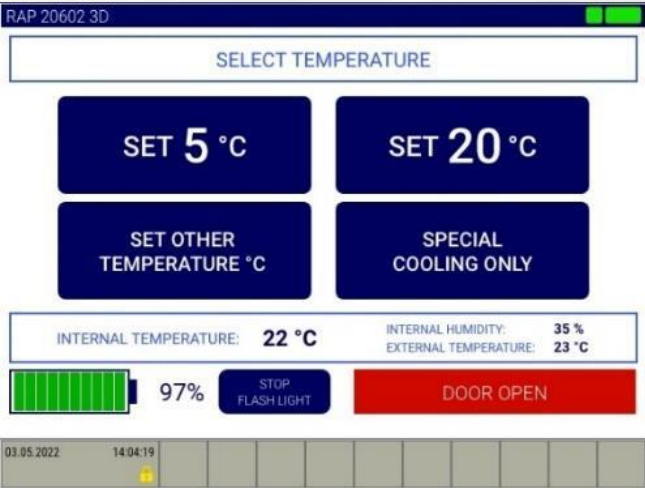 RAP 20602 3D
SELECT TEMPERATURE
SET 5 °C
SET 20 °C
SET OTHER
TEMPERATURE °C
SPECIAL
COOLING ONLY
INTERNAL TEMPERATURE: 22 °C
INTERNAL HUMIDITY: 35 %
EXTERNAL TEMPERATURE: 23 °C
97%
STOP
FLASH LIGHT
DOOR OPEN
03.05.2022 14:04:19